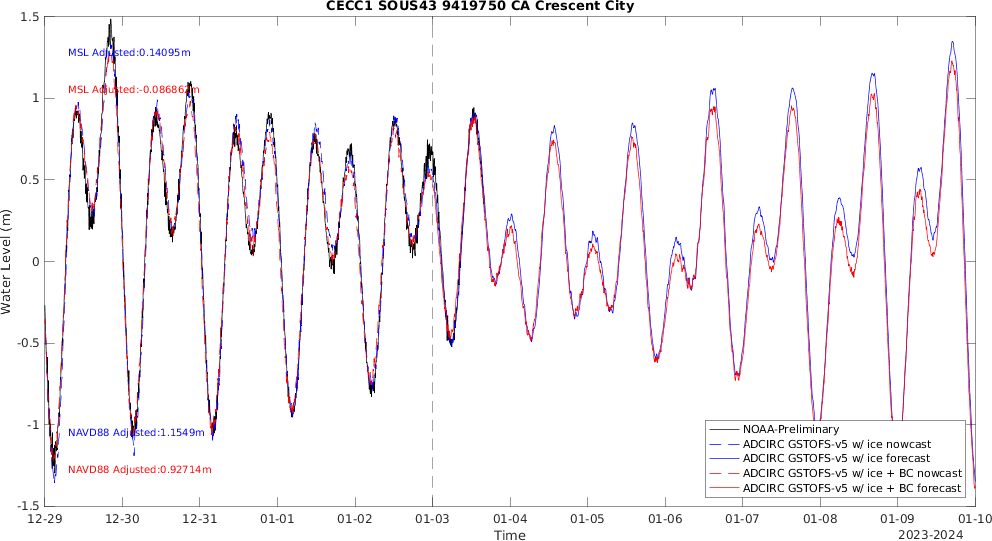 CECC1 SOUS43 9419750 CA Crescent City
1.5
1
0.5
0
-0.5
-1
-1.5
Water Level (m)
MSL Adjusted:0.14095m
MSL Adjusted:-0.086862m
NAVD88 Adjusted:1.1549m
NAVD88 Adjusted:0.92714m
NOAA-Preliminary
ADCIRC GSTOFS-v5 w/ ice nowcast
ADCIRC GSTOFS-v5 w/ ice forecast
ADCIRC GSTOFS-v5 w/ ice + BC nowcast
ADCIRC GSTOFS-v5 w/ ice + BC forecast
12-29 12-30 12-31 01-01 01-02 01-03 01-04 01-05 01-06 01-07 01-08 01-09 01-10
Time
2023-2024